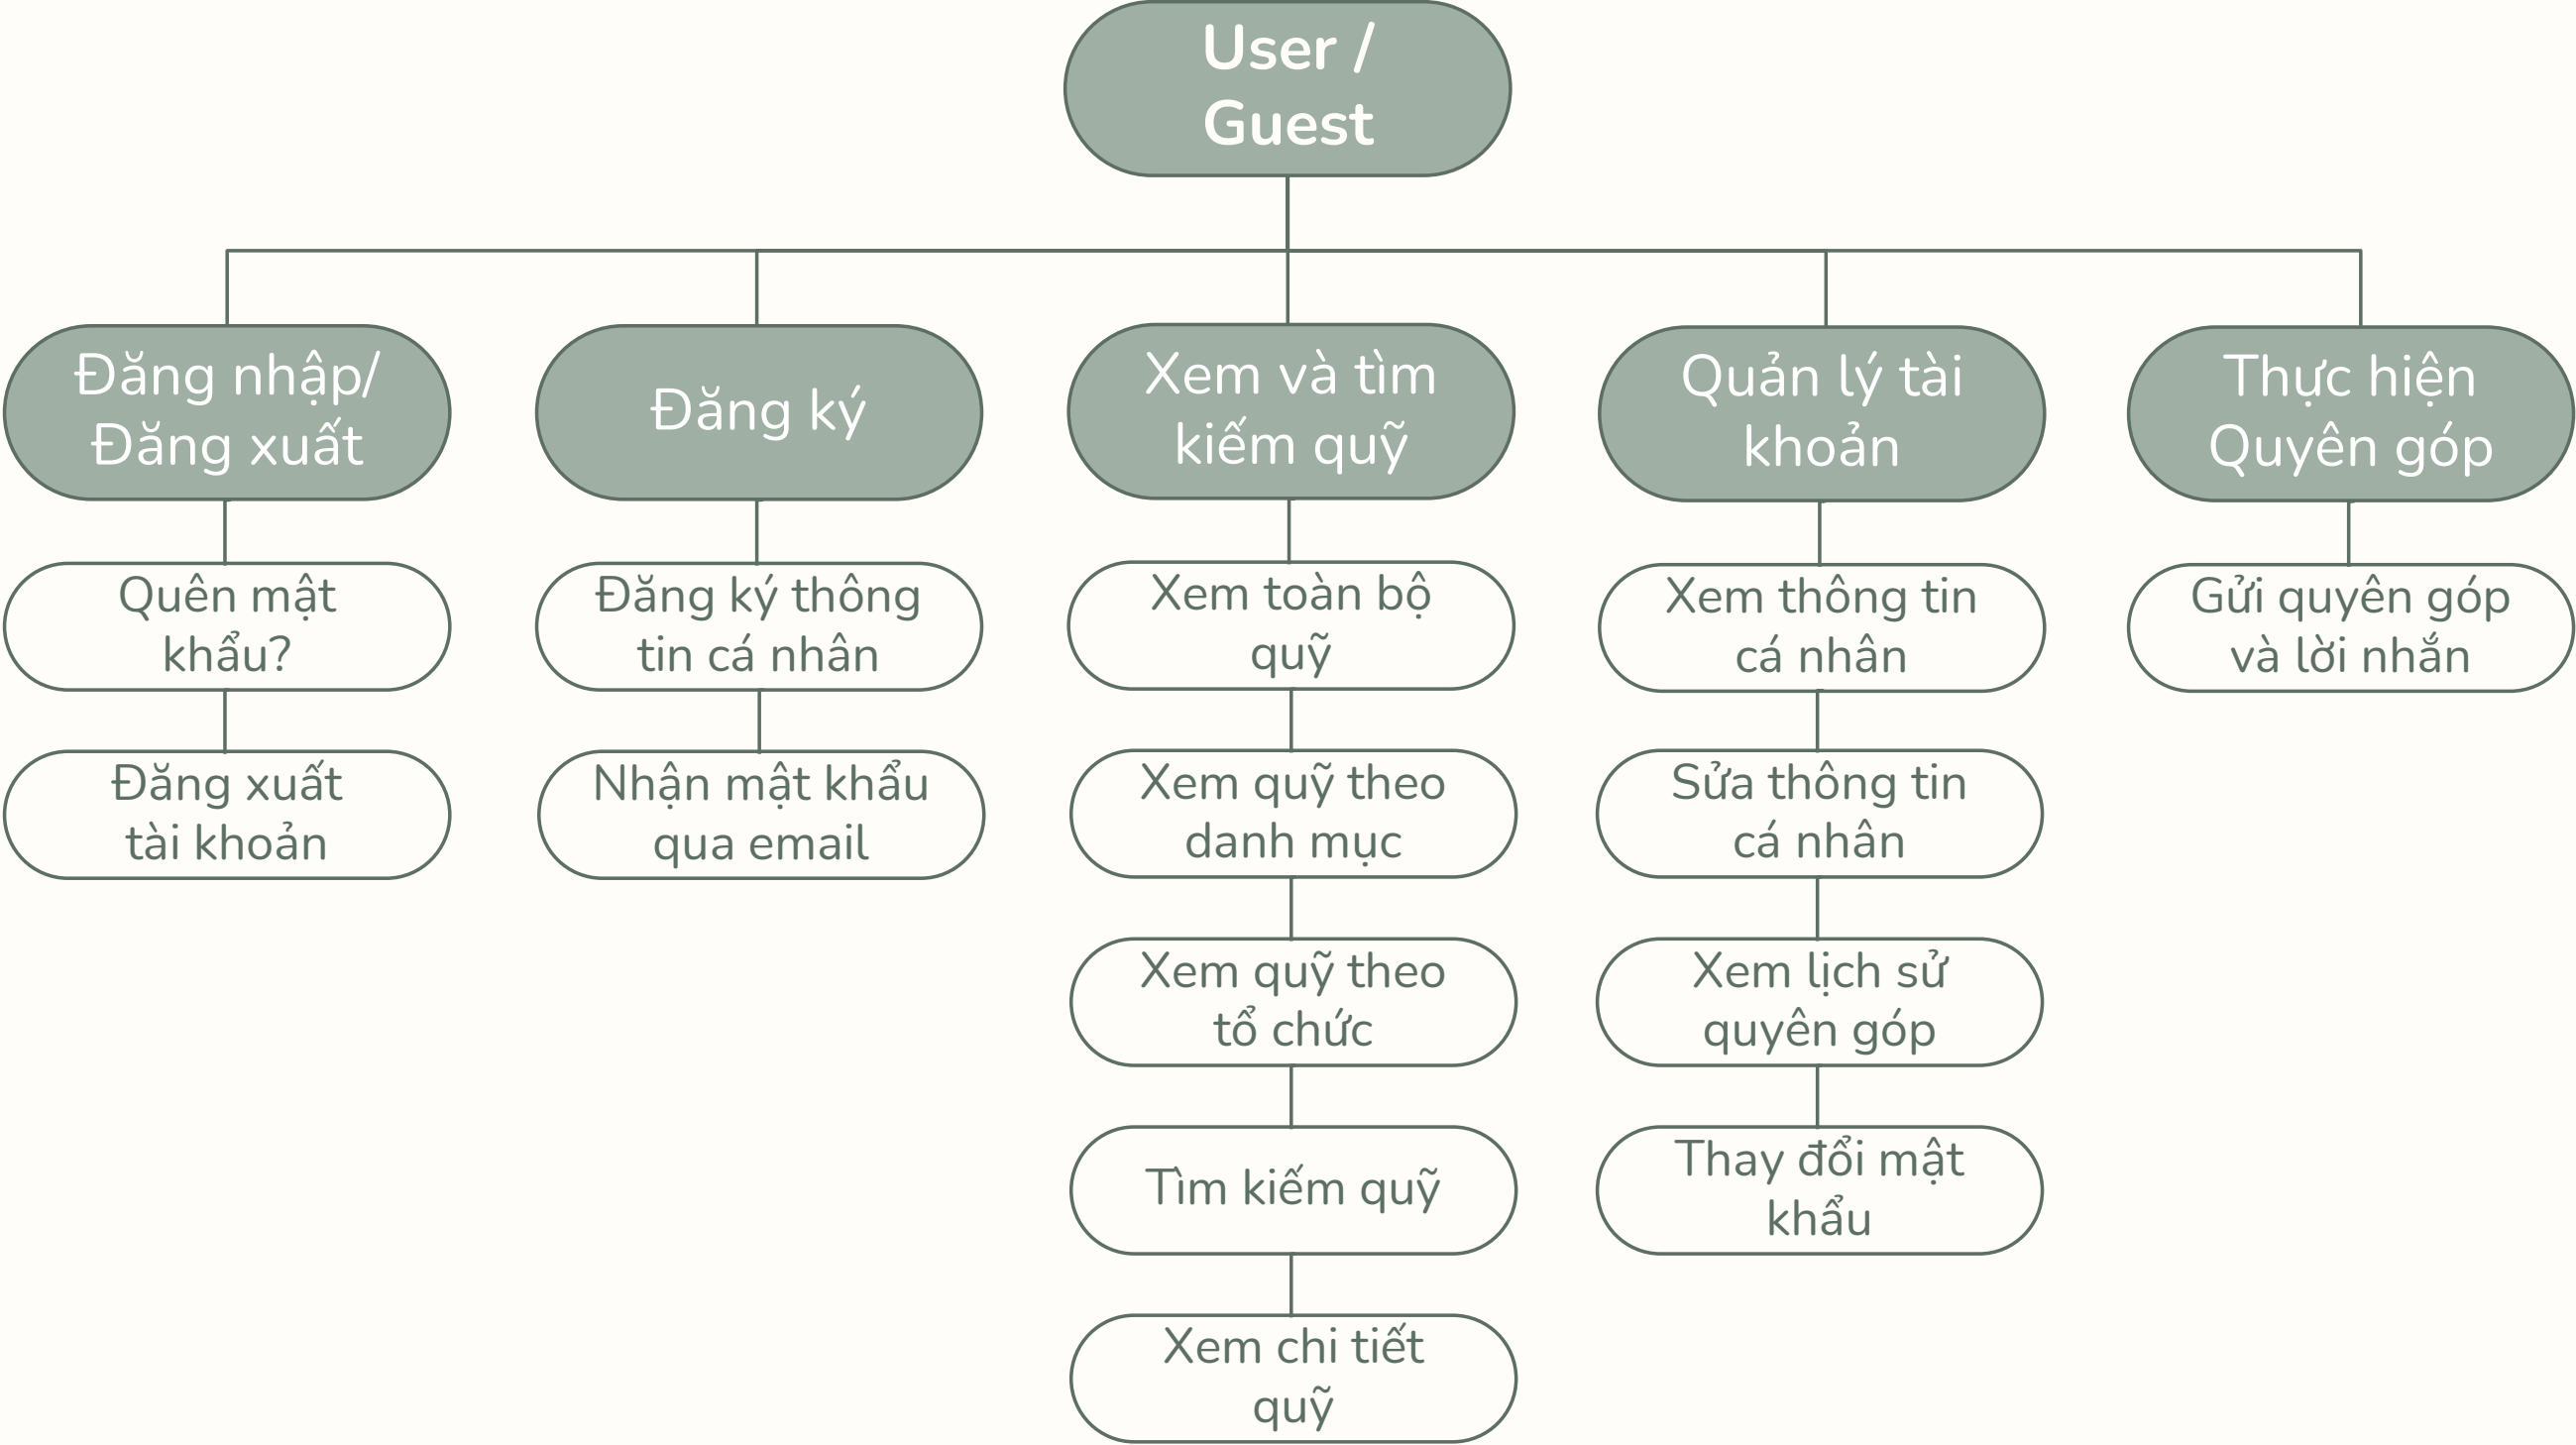 User /
Guest
Đăng nhập/
Đăng xuất
Đăng ký
Xem và tìm
kiếm quỹ
Quản lý tài
khoản
Thực hiện
Quyên góp
Quên mật
khẩu?
Đăng xuất
tài khoản
Đăng ký thông
tin cá nhân
Nhận mật khẩu
qua email
Xem toàn bộ
quỹ
Xem quỹ theo
danh mục
Xem quỹ theo
tổ chức
Tìm kiếm quỹ
Xem chi tiết
quỹ
Xem thông tin
cá nhân
Sửa thông tin
cá nhân
Xem lịch sử
quyên góp
Thay đổi mật
khẩu
Gửi quyên góp
và lời nhắn